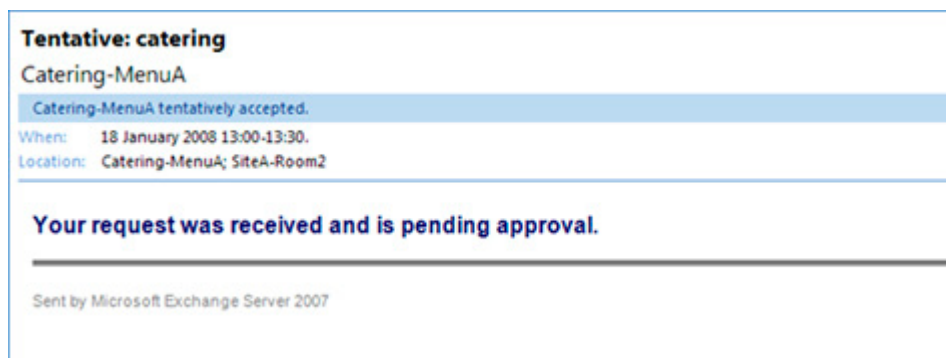 Tentative: catering
Catering-MenuA
Catering-MenuA tentatively accepted.
When: 18 January 2008 13:00-13:30.
Location: Catering-MenuA; SiteA-Room2
Your request was received and is pending approval.
Sent by Microsoft Exchange Server 2007